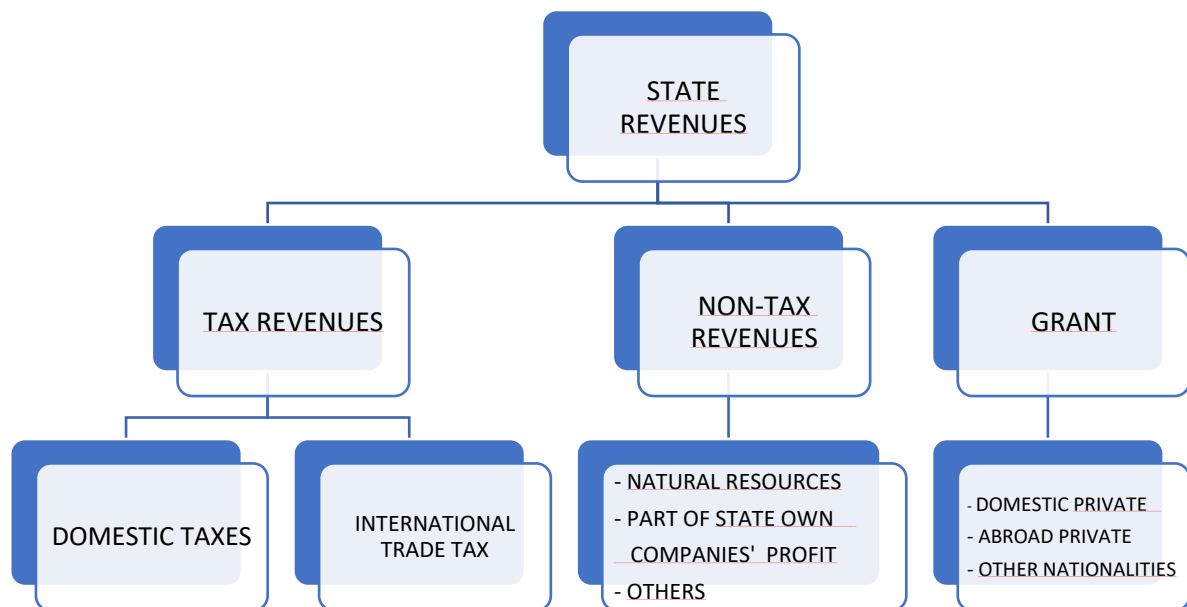 STATE
REVENUES
TAX REVENUES
NON-TAX
REVENUES
GRANT
DOMESTIC TAXES
INTERNATIONAL
TRADE TAX
- NATURAL RESOURCES
- PART OF STATE OWN
COMPANIES' PROFIT
- OTHERS
- DOMESTIC PRIVATE
- ABROAD PRIVATE
- OTHER NATIONALITIES